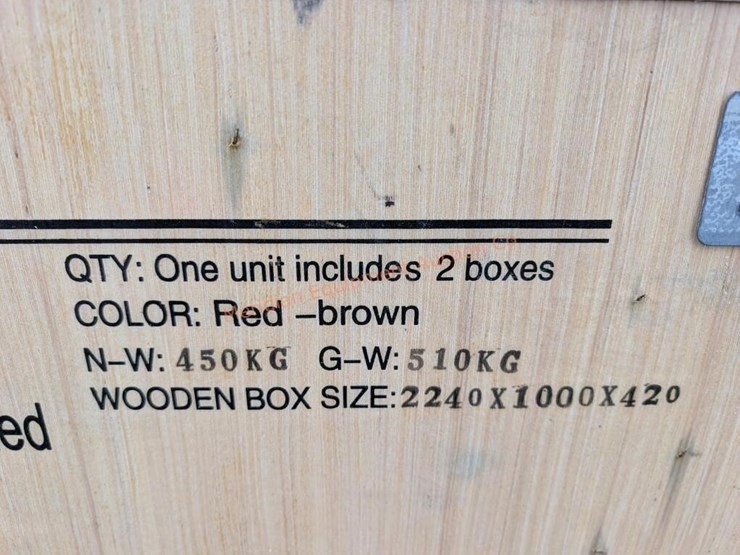 QTY: One unit includes 2 boxes
COLOR: Red –brown
N–W: 450KG G–W: 510KG
WOODEN BOX SIZE:2240X1000X420
ed